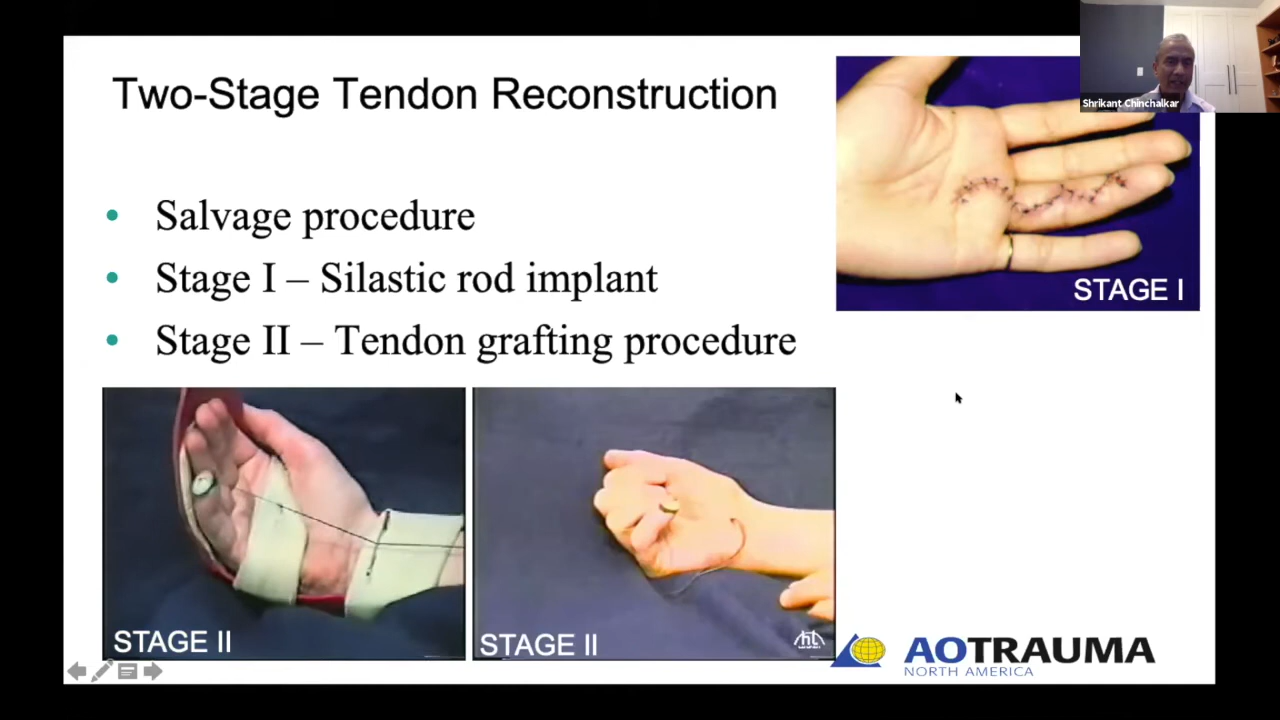 Two-Stage Tendon Reconstruction
Shrikant Chinchalkar
• Salvage procedure
• Stage I – Silastic rod implant
• Stage II – Tendon grafting procedure
STAGE I
STAGE II
STAGE II
AOTRAUMA
NORTH AMERICA